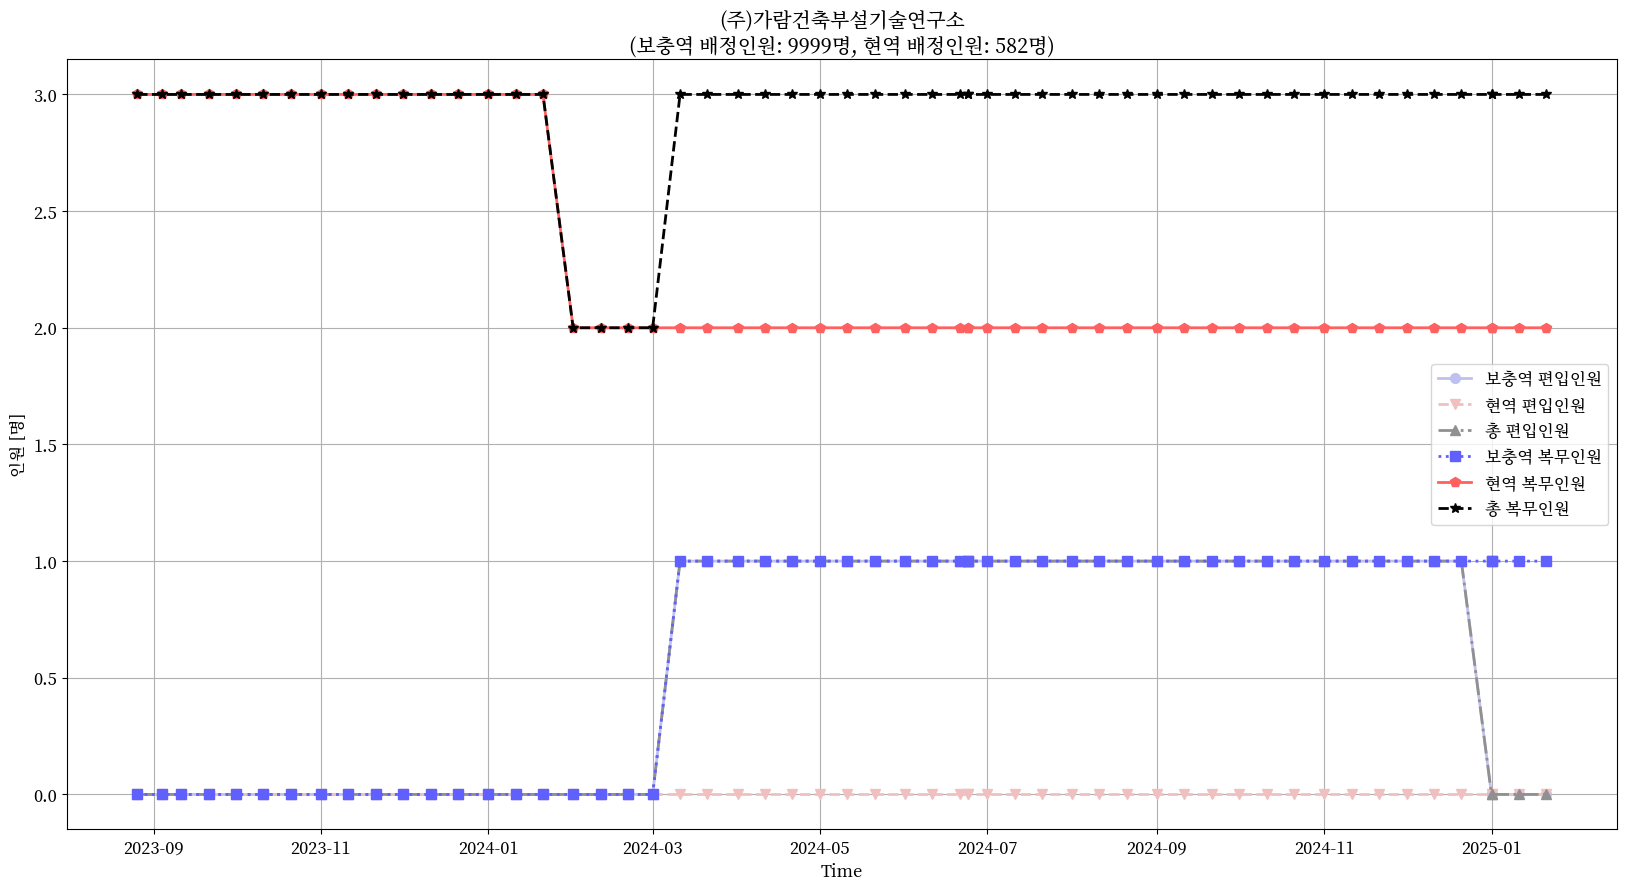 (주)가람건축부설기술연구소
(보충역 배정인원: 9999명, 현역 배정인원: 582명)
3.0
2.5
2.0
1.5
1.0
0.5
0.0
인원 [명]
보충역 편입인원
현역 편입인원
총 편입인원
보충역 복무인원
현역 복무인원
총 복무인원
2023-09
2023-11
2024-01
2024-03
2024-05
2024-07
2024-09
2024-11
2025-01
Time